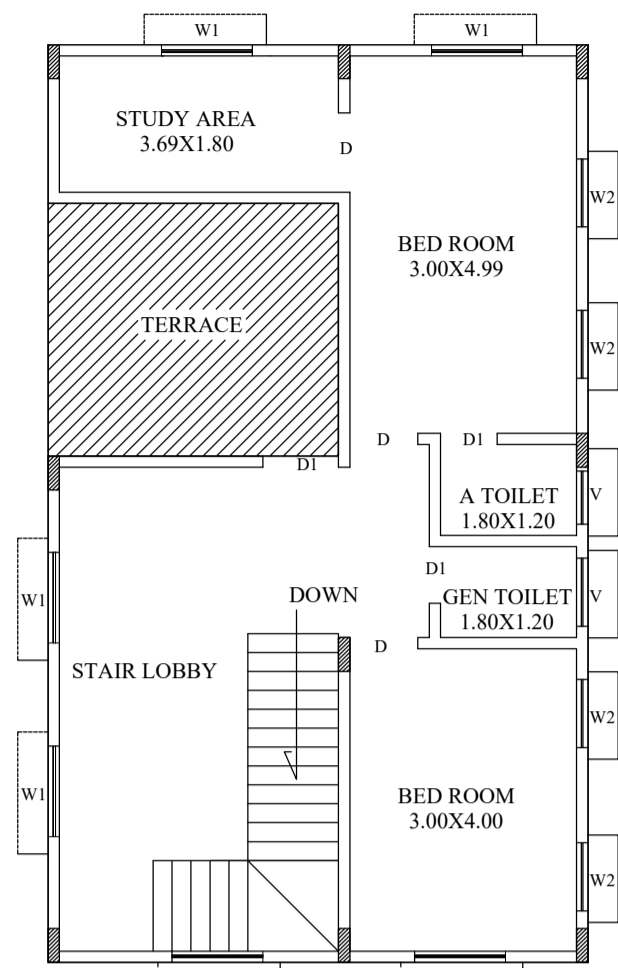 W1
W1
STUDY AREA
3.69X1.80
D
W2
BED ROOM
3.00X4.99
TERRACE
W2
D
D1
D1
A TOILET
1.80X1.20
V
D1
W1
DOWN
GEN TOILET
1.80X1.20
V
D
STAIR LOBBY
W2
W1
BED ROOM
3.00X4.00
W2